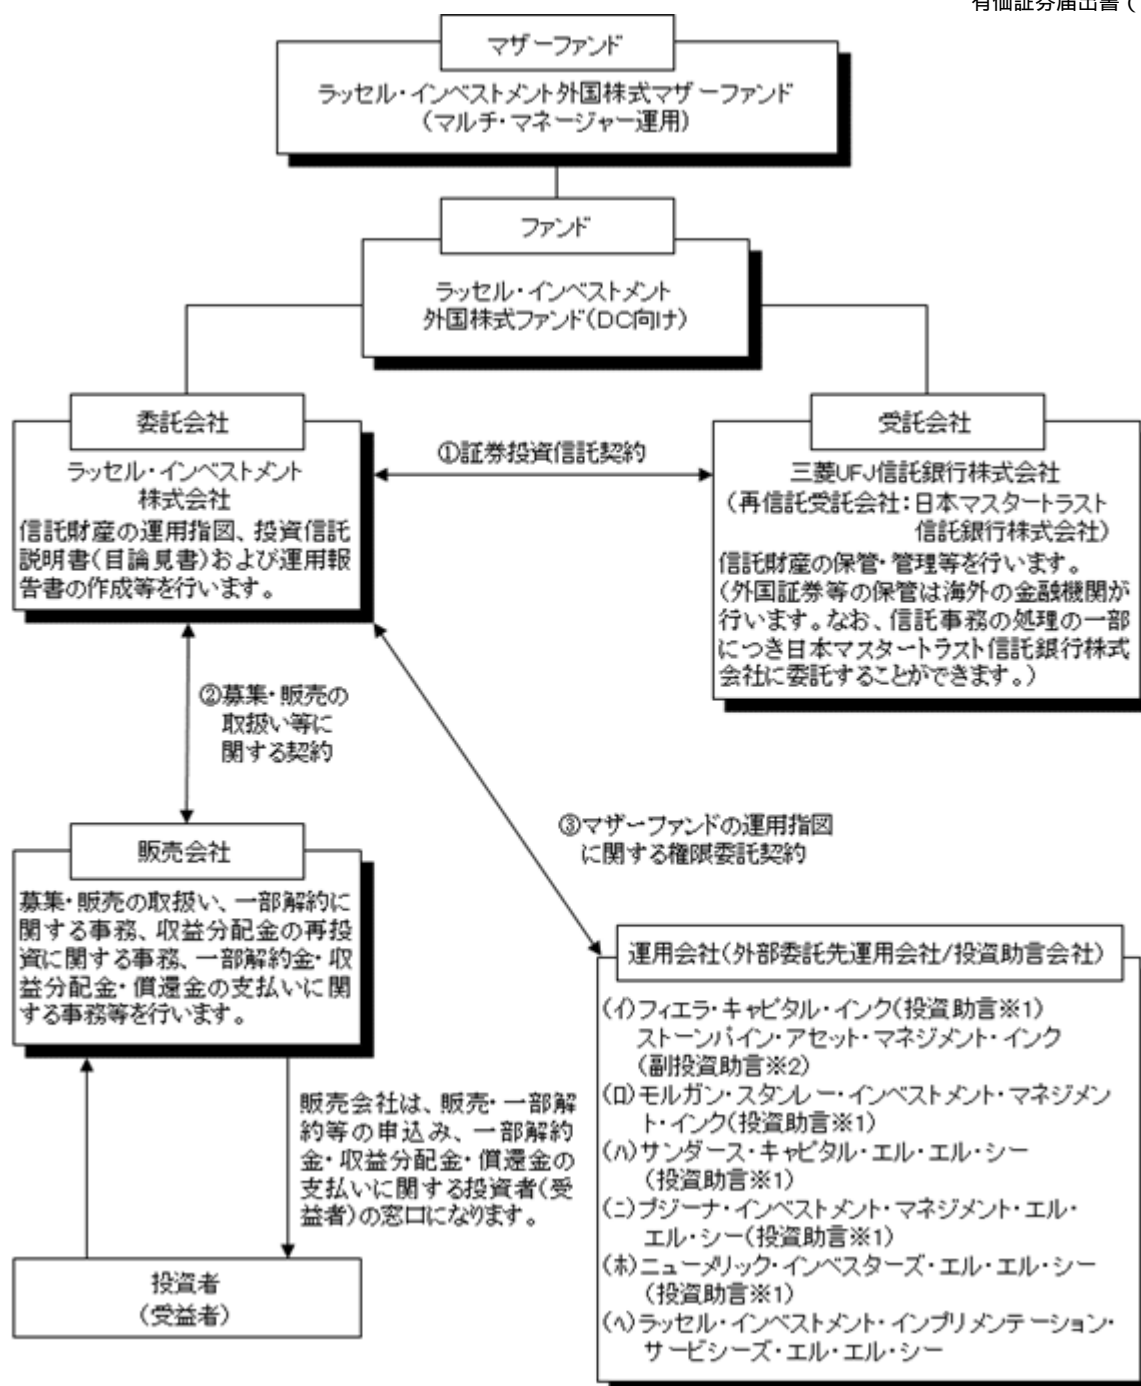 有価証券届出書(
マザーファンド
ラッセル・インベストメント外国株式マザーファンド
(マルチ・マネージャー運用)
ファンド
ラッセル・インベストメント
外国株式ファンド(DC向け)
委託会社
ラッセル・インベストメント
株式会社
信託財産の運用指図、投資信託
説明書(目論見書)および運用報
告書の作成等を行います。
①証券投資信託契約
受託会社
三菱UFJ信託銀行株式会社
(再信託受託会社:日本マスタートラスト
信託銀行株式会社)
信託財産の保管・管理等を行います。
(外国証券等の保管は海外の金融機関が
行います。なお、信託事務の処理の一部
につき日本マスタートラスト信託銀行株式
会社に委託することができます。)
②募集・販売の
取扱い等に
関する契約
③マザーファンドの運用指図
に関する権限委託契約
販売会社
募集・販売の取扱い、一部解約に
関する事務、収益分配金の再投
資に関する事務、一部解約金・収
益分配金・償還金の支払いに関
する事務等を行います。
販売会社は、販売・一部解
約等の申込み、一部解約
金・収益分配金・償還金の
支払いに関する投資者(受
益者)の窓口になります。
投資者
(受益者)
運用会社(外部委託先運用会社/投資助言会社)
(イ)フィエラ・キャピタル・インク(投資助言※1)
ストーンパイン・アセット・マネジメント・インク
(副投資助言※2)
(ロ)モルガン・スタンレー・インベストメント・マネジメン
ト・インク(投資助言※1)
(ハ)サンダース・キャピタル・エル・エル・シー
(投資助言※1)
(ニ)プジーナ・インベストメント・マネジメント・エル・
エル・シー(投資助言※1)
(ホ)ニューメリック・インベスターズ・エル・エル・シー
(投資助言※1)
(ヘ)ラッセル・インベストメント・インプリメンテーション・
サービシーズ・エル・エル・シー